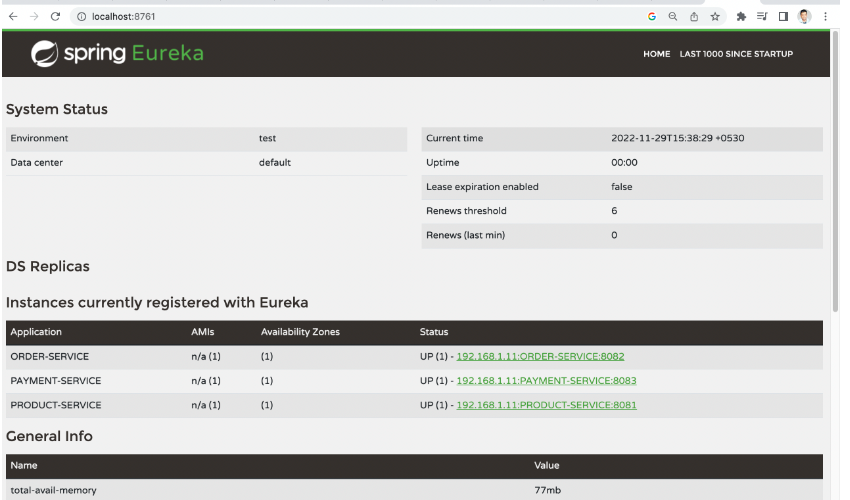 localhost:8761
spring Eureka
HOME LAST 1000 SINCE STARTUP
System Status
Environment test
Data center default
Current time 2022-11-29T15:38:29 +0530
Uptime 00:00
Lease expiration enabled false
Renews threshold 6
Renews (last min) 0
DS Replicas
Instances currently registered with Eureka
Application AMIs Availability Zones Status
ORDER-SERVICE n/a (1) (1) UP (1) - 192.168.1.11:ORDER-SERVICE:8082
PAYMENT-SERVICE n/a (1) (1) UP (1) - 192.168.1.11:PAYMENT-SERVICE:8083
PRODUCT-SERVICE n/a (1) (1) UP (1) - 192.168.1.11:PRODUCT-SERVICE:8081
General Info
Name Value
total-avail-memory 77mb